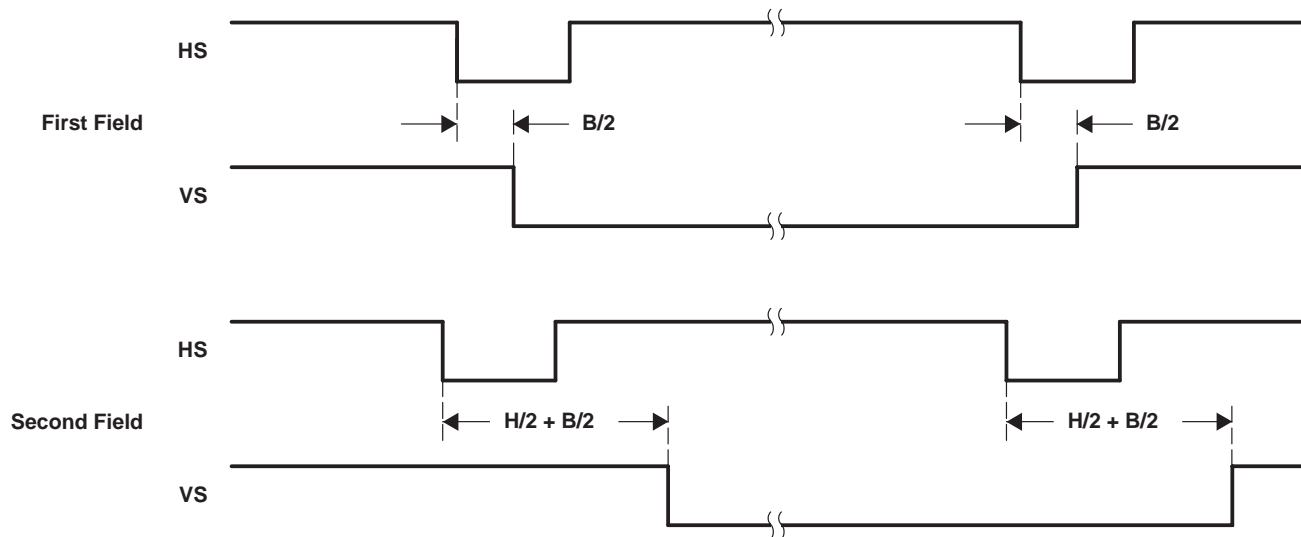 HS
First Field
B/2
B/2
VS
HS
Second Field
H/2 + B/2
H/2 + B/2
VS